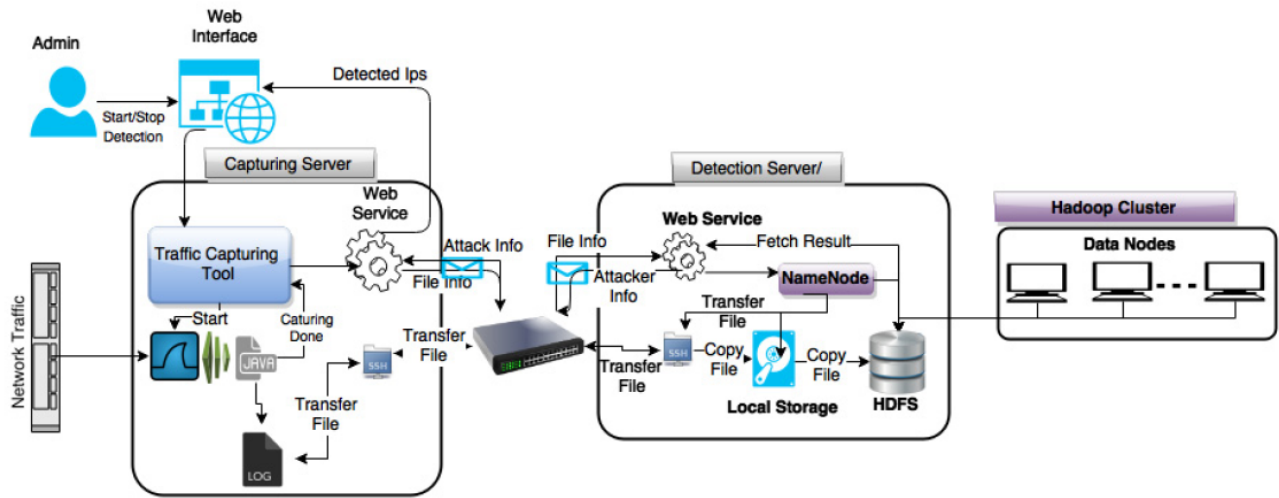 Web
Interface
Admin
Detected Ips
Start/Stop
Detection
Capturing Server
Detection Server/
Web
Service
Hadoop Cluster
Web Service
Data Nodes
Traffic Capturing
Tool
Attack Info
File Info
File Info
Attacker
Info
Fetch Result
NameNode
Network Traffic
Start
Caturing
Done
JAVA
Transfer
File
SSH
Transfer
File
SSH
Transfer
File
Copy
File
Copy
File
Transfer
File
Local Storage
HDFS
LOG